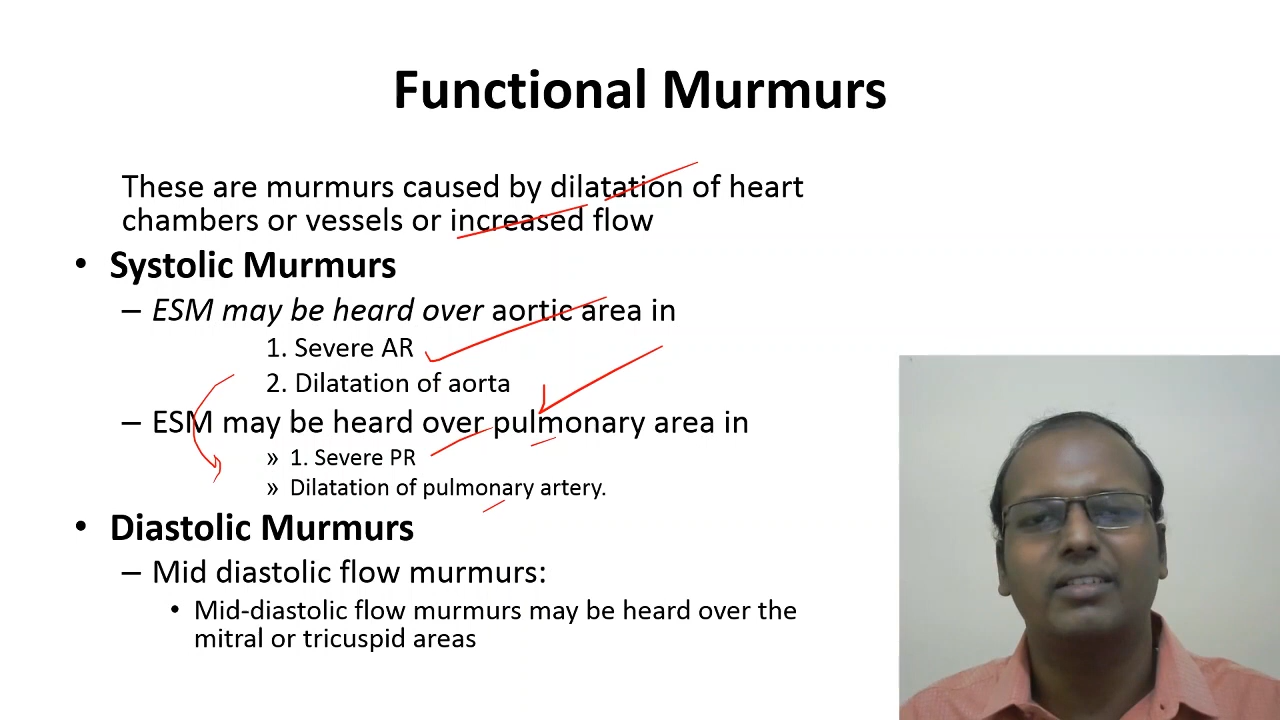 Functional Murmurs
These are murmurs caused by dilatation of heart
chambers or vessels or increased flow
• Systolic Murmurs
– ESM may be heard over aortic area in
1. Severe AR
2. Dilatation of aorta
– ESM may be heard over pulmonary area in
» 1. Severe PR
» Dilatation of pulmonary artery.
• Diastolic Murmurs
– Mid diastolic flow murmurs:
• Mid-diastolic flow murmurs may be heard over the
mitral or tricuspid areas